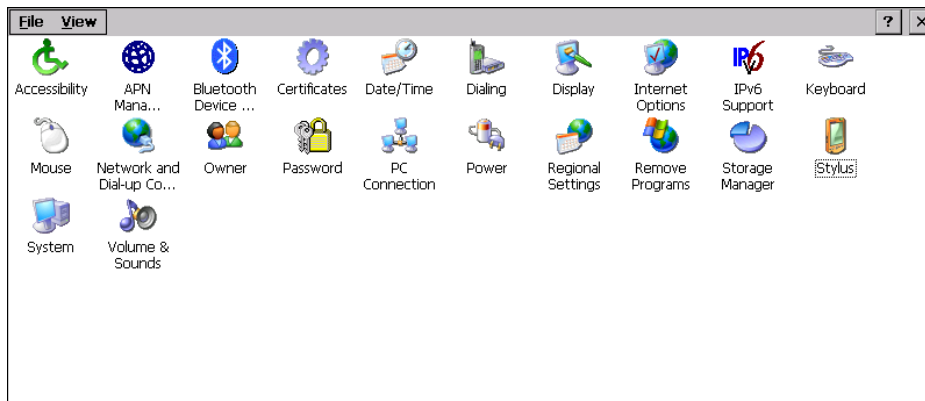 File View ? ×
Accessibility
APN
Mana...
Bluetooth
Device ...
Certificates
Date/Time
Dialing
Display
Internet
Options
IPv6
IPv6
Support
Keyboard
Mouse
Network and
Dial-up Co...
Owner
Password
PC
Connection
Power
Regional
Settings
Remove
Programs
Storage
Manager
Stylus
System
Volume &
Sounds